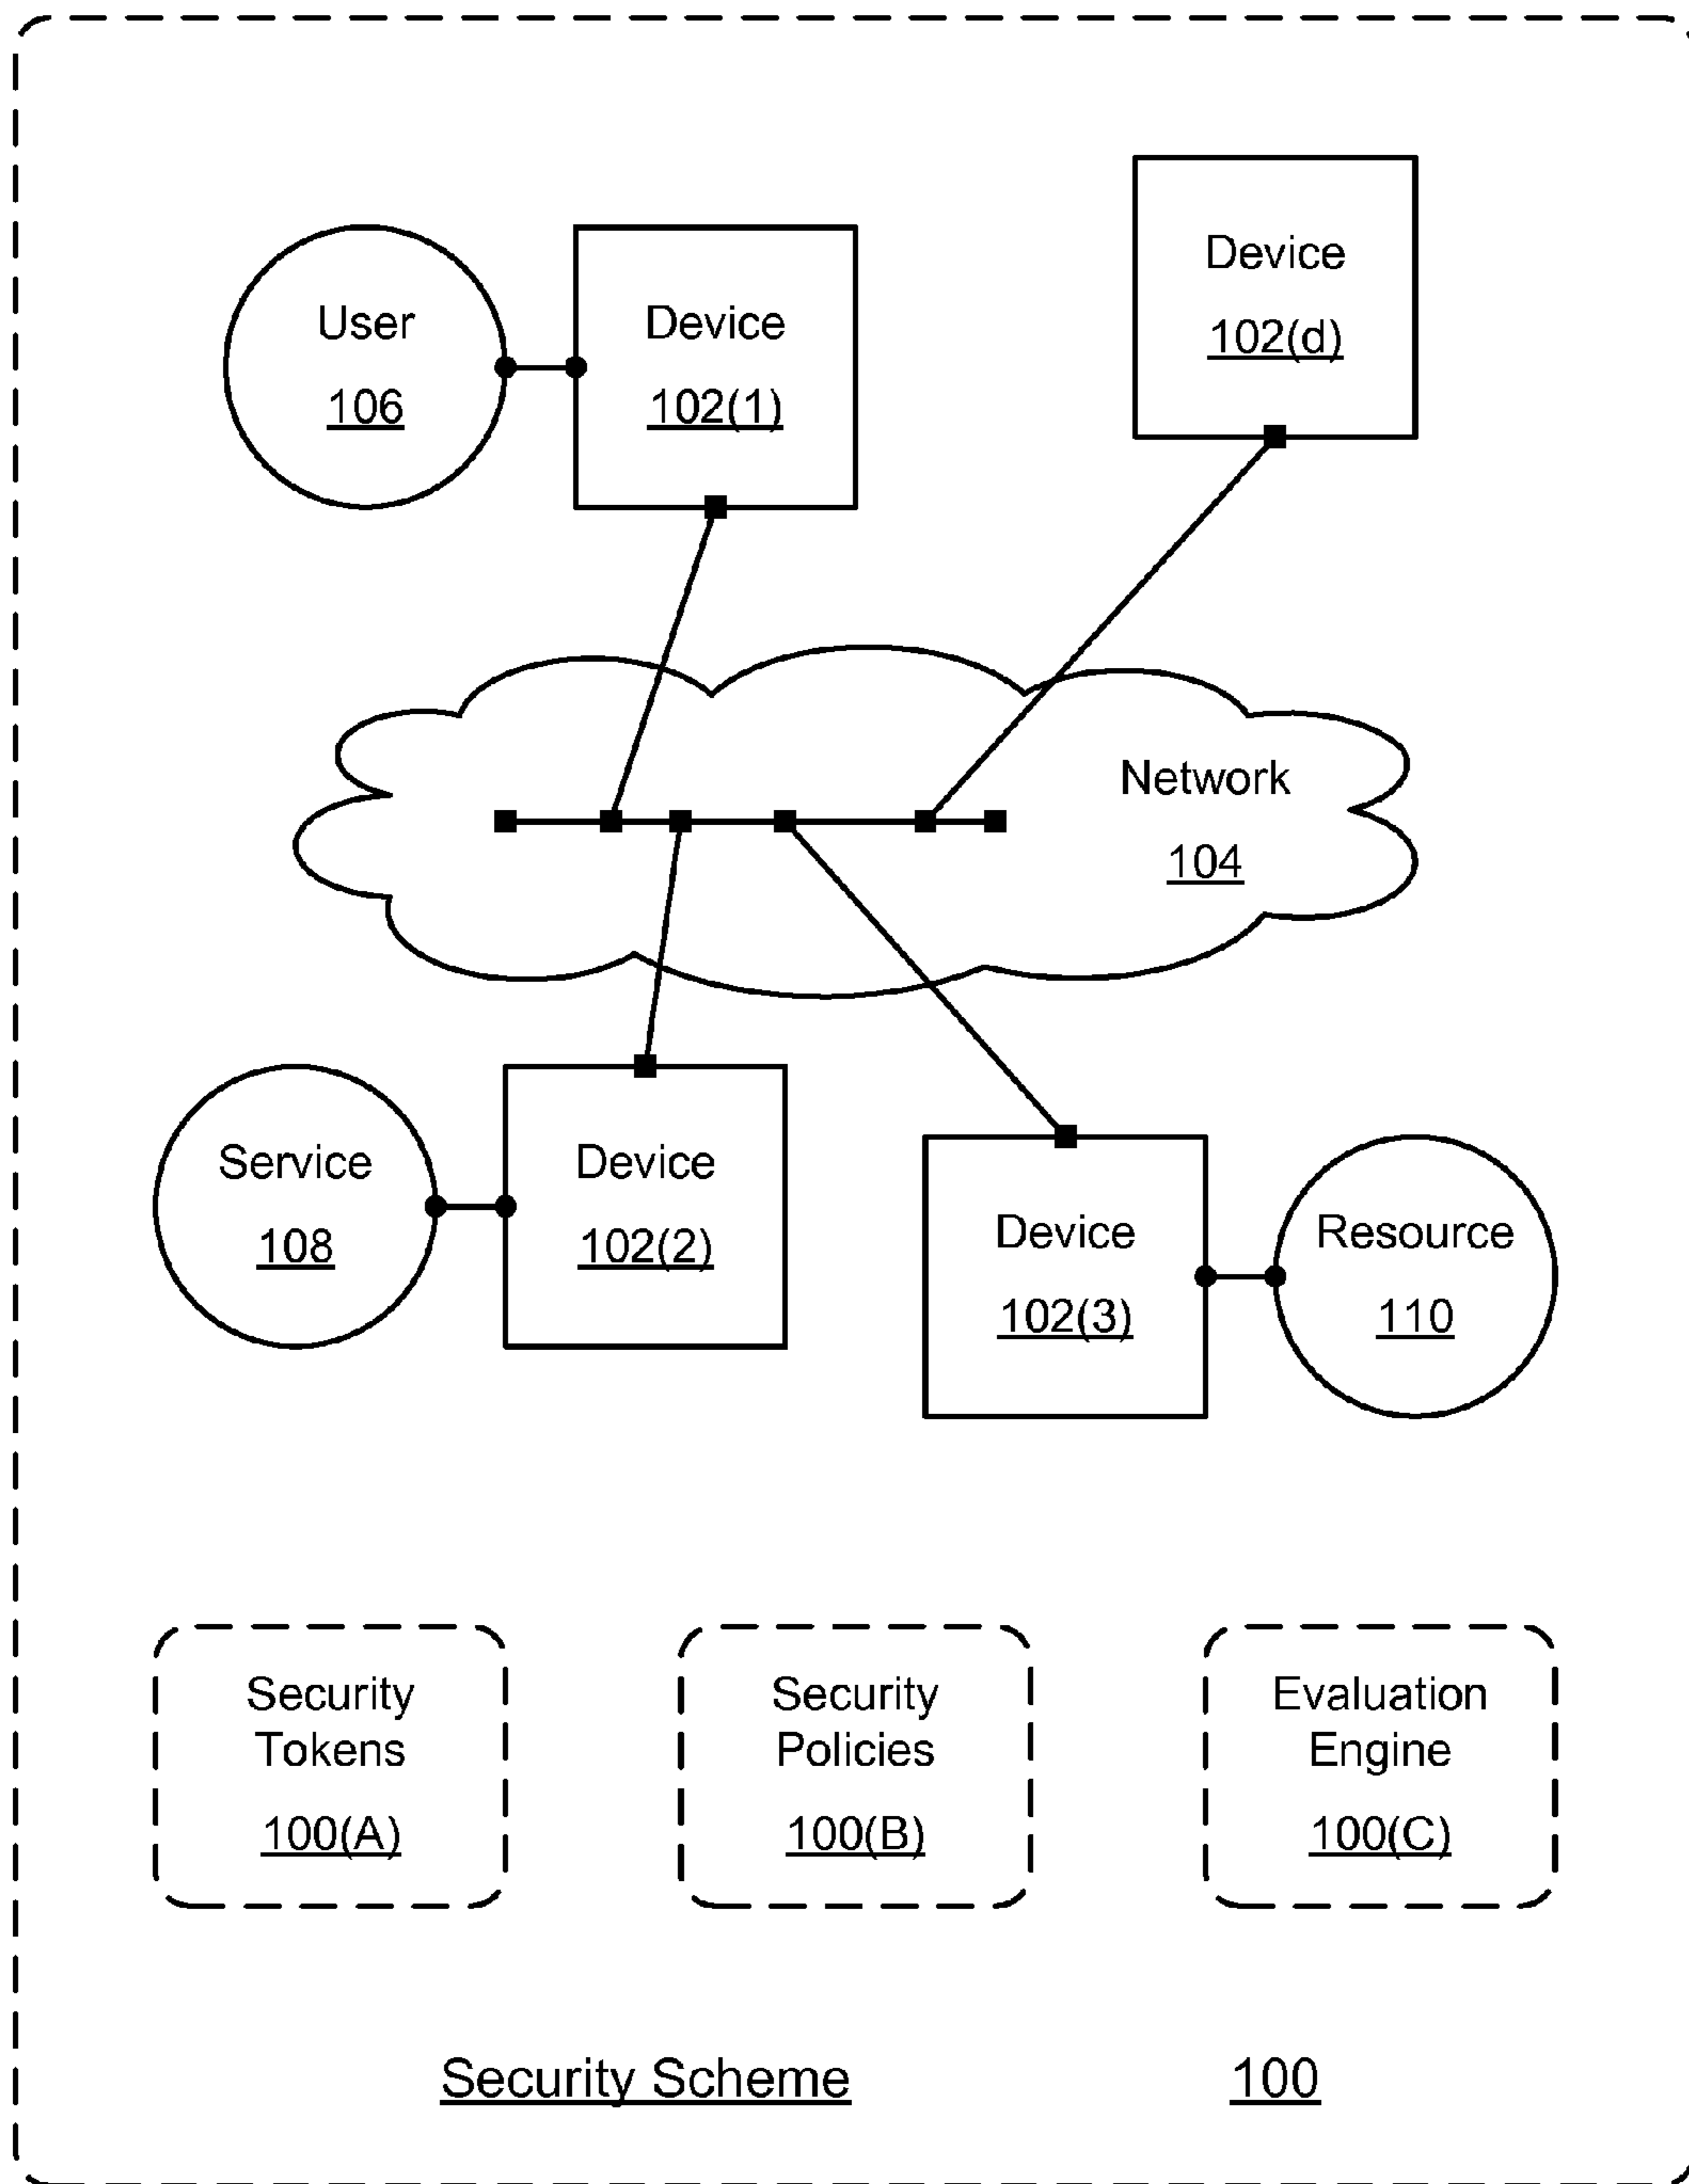 Device
102(d)
User
106
Device
102(1)
Network
104
Service
108
Device
102(2)
Device
102(3)
Resource
110
Security
Tokens
100(A)
Security
Policies
100(B)
Evaluation
Engine
100(C)
Security Scheme
100